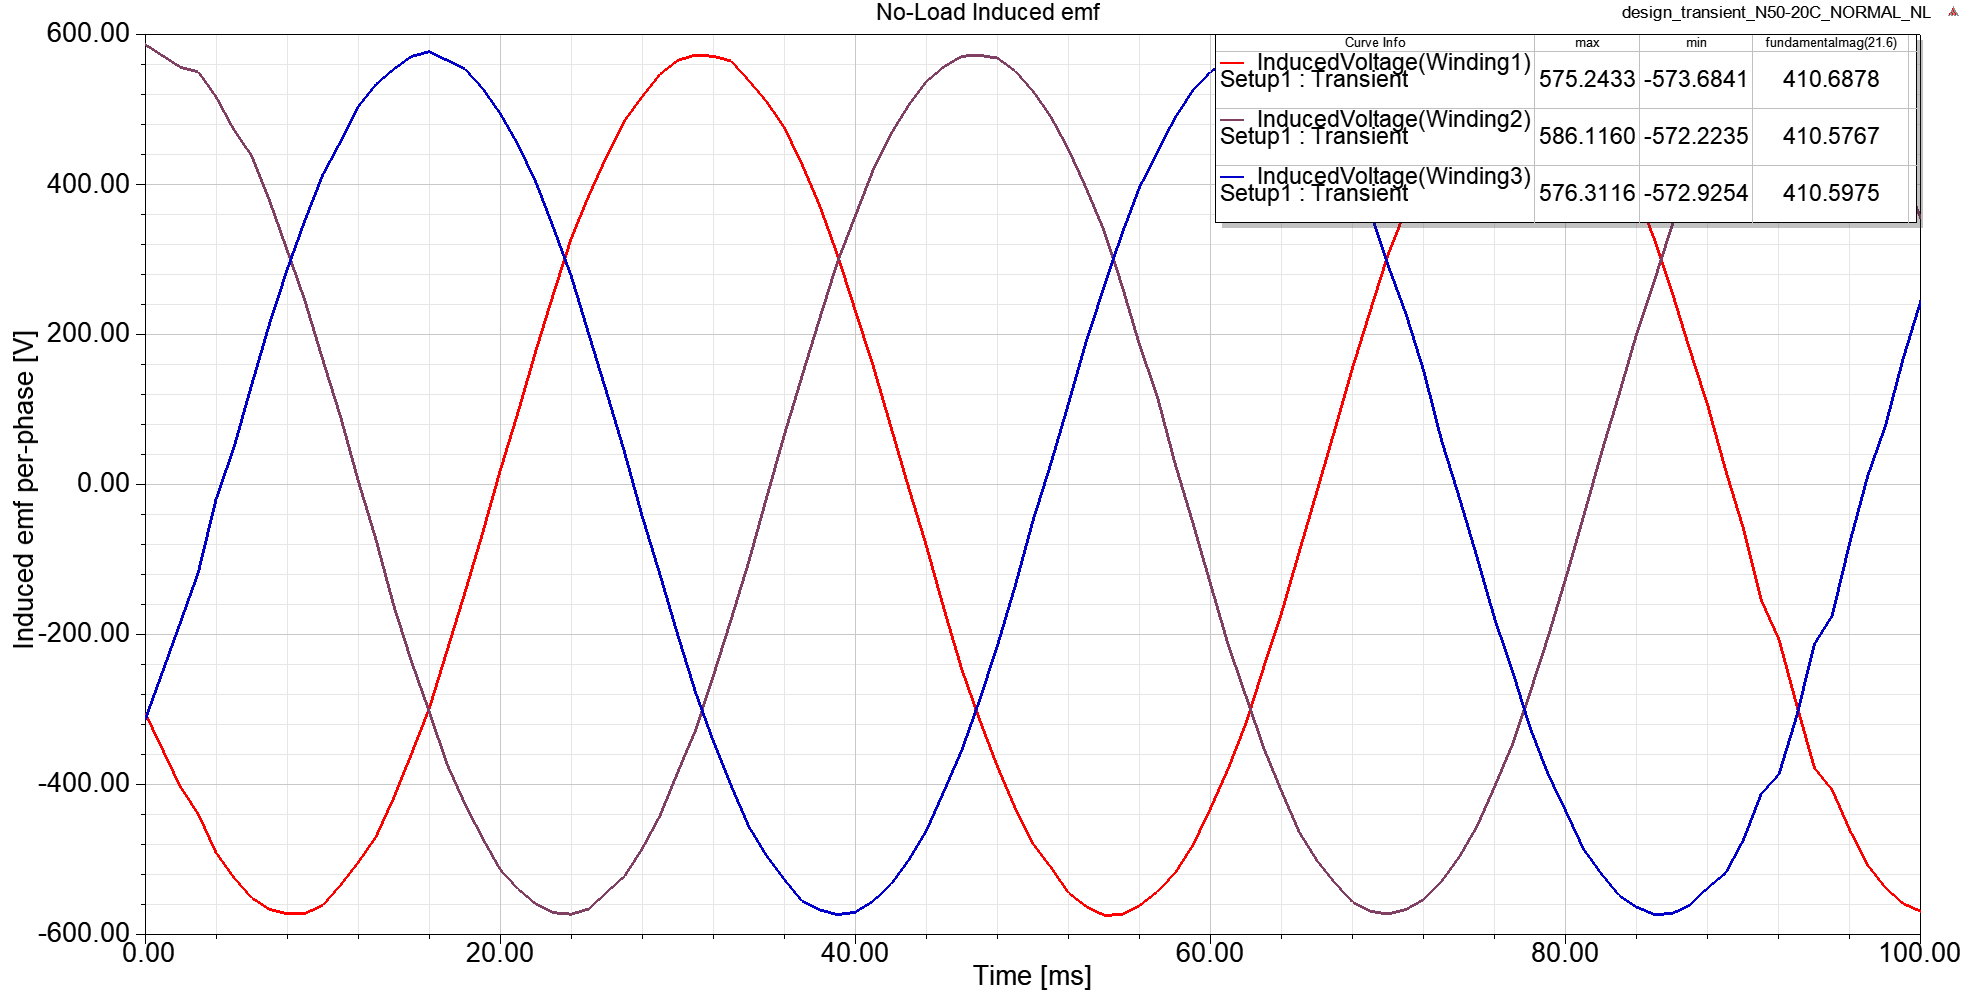 No-Load Induced emf
design_transient_N50-20C_NORMAL_NL
Curve Info max min fundamentalmag(21.6)
InducedVoltage(Winding1)
Setup1 : Transient 575.2433 -573.6841 410.6878
InducedVoltage(Winding2)
Setup1 : Transient 586.1160 -572.2235 410.5767
InducedVoltage(Winding3)
Setup1 : Transient 576.3116 -572.9254 410.5975
Induced emf per-phase [V]
600.00
400.00
200.00
0.00
-200.00
-400.00
-600.00
0.00 20.00 40.00 60.00 80.00 100.00
Time [ms]